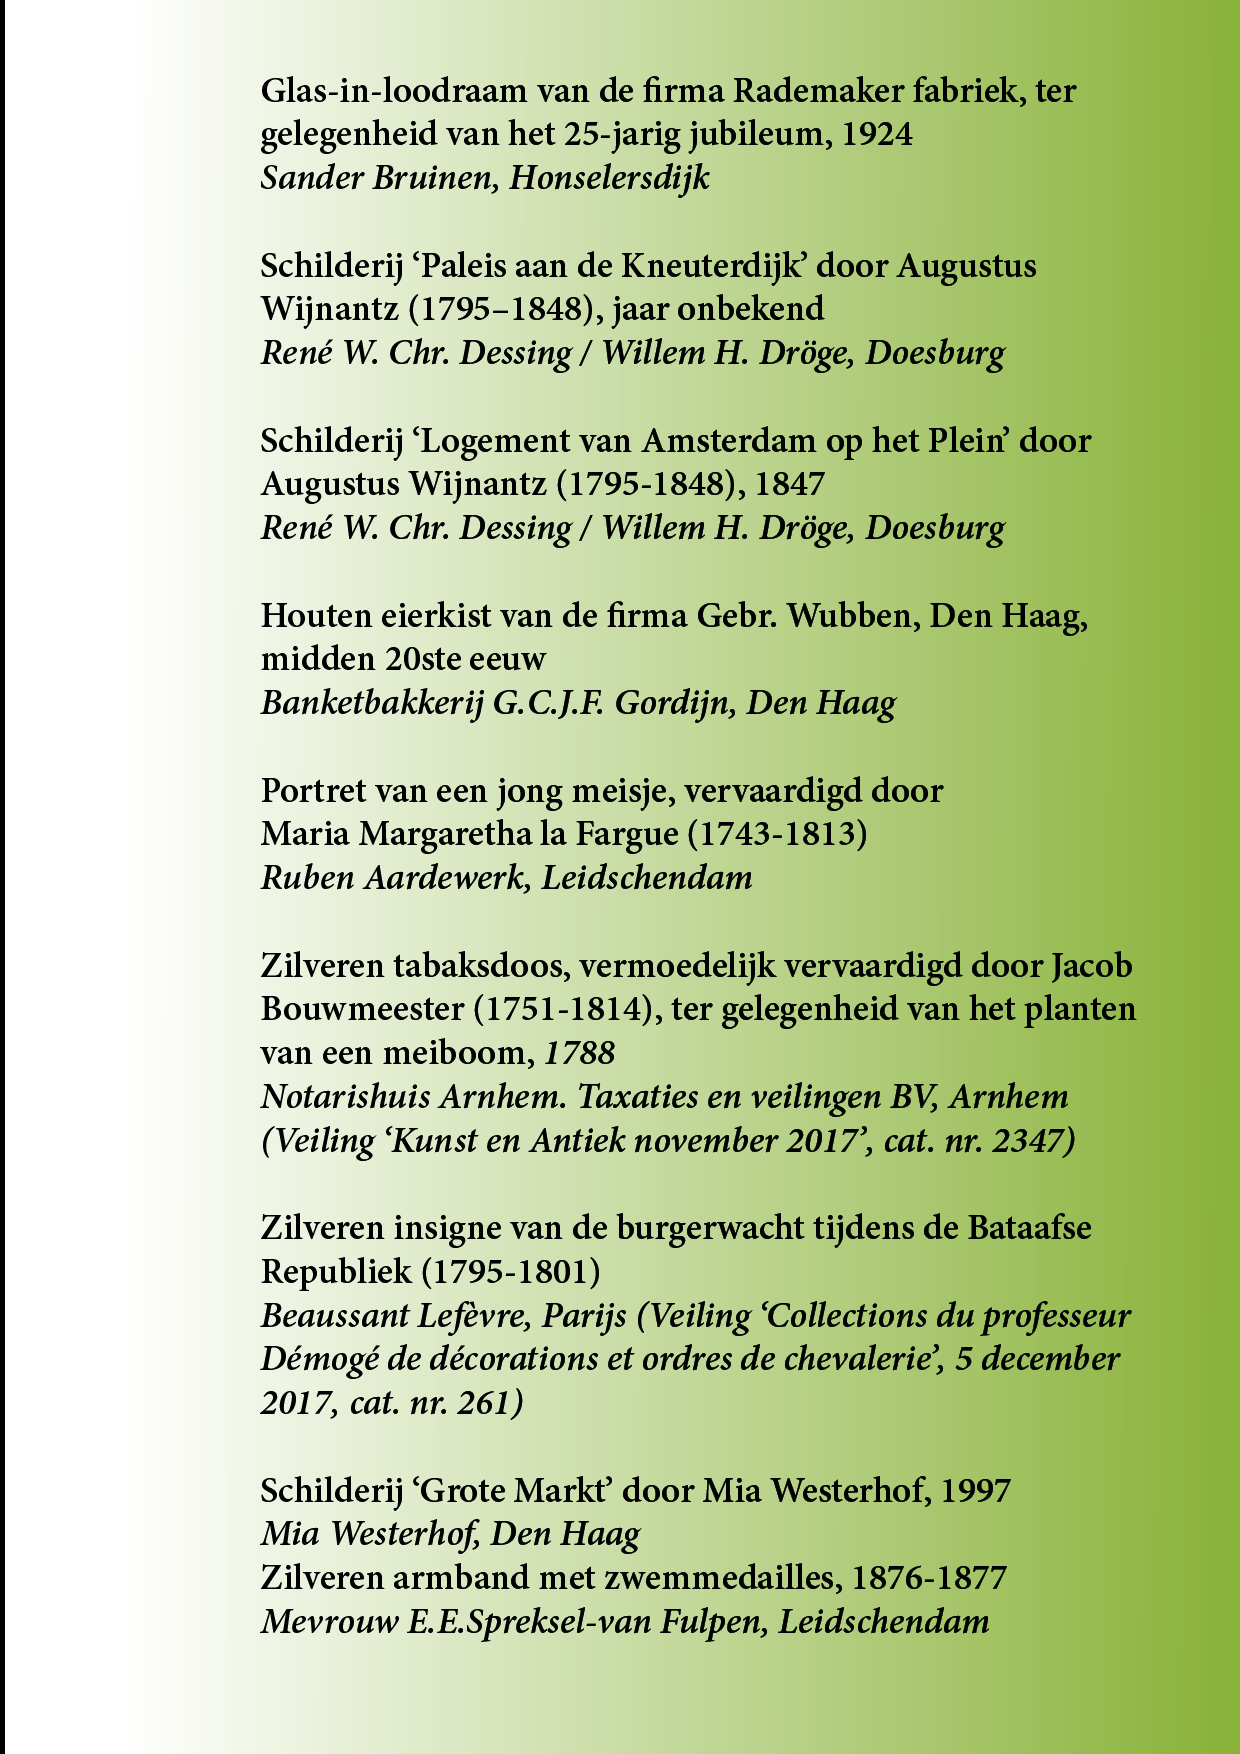 Glas-in-loodraam van de firma Rademaker fabriek, ter
gelegenheid van het 25-jarig jubileum, 1924
Sander Bruinen, Honselersdijk
Schilderij ‘Paleis aan de Kneuterdijk’ door Augustus
Wijnantz (1795–1848), jaar onbekend
René W. Chr. Dessing / Willem H. Dröge, Doesburg
Schilderij ‘Logement van Amsterdam op het Plein’ door
Augustus Wijnantz (1795-1848), 1847
René W. Chr. Dessing / Willem H. Dröge, Doesburg
Houten eierkist van de firma Gebr. Wubben, Den Haag,
midden 20ste eeuw
Banketbakkerij G.C.J.F. Gordijn, Den Haag
Portret van een jong meisje, vervaardigd door
Maria Margaretha la Fargue (1743-1813)
Ruben Aardewerk, Leidschendam
Zilveren tabaksdoos, vermoedelijk vervaardigd door Jacob
Bouwmeester (1751-1814), ter gelegenheid van het planten
van een meiboom, 1788
Notarishuis Arnhem. Taxaties en veilingen BV, Arnhem
(Veiling ‘Kunst en Antiek november 2017’, cat. nr. 2347)
Zilveren insigne van de burgerwacht tijdens de Bataafse
Republiek (1795-1801)
Beaussant Lefèvre, Parijs (Veiling ‘Collections du professeur
Démogé de décorations et ordres de chevalerie’, 5 december
2017, cat. nr. 261)
Schilderij ‘Grote Markt’ door Mia Westerhof, 1997
Mia Westerhof, Den Haag
Zilveren armband met zwemmedailles, 1876-1877
Mevrouw E.E.Spreksel-van Fulpen, Leidschendam